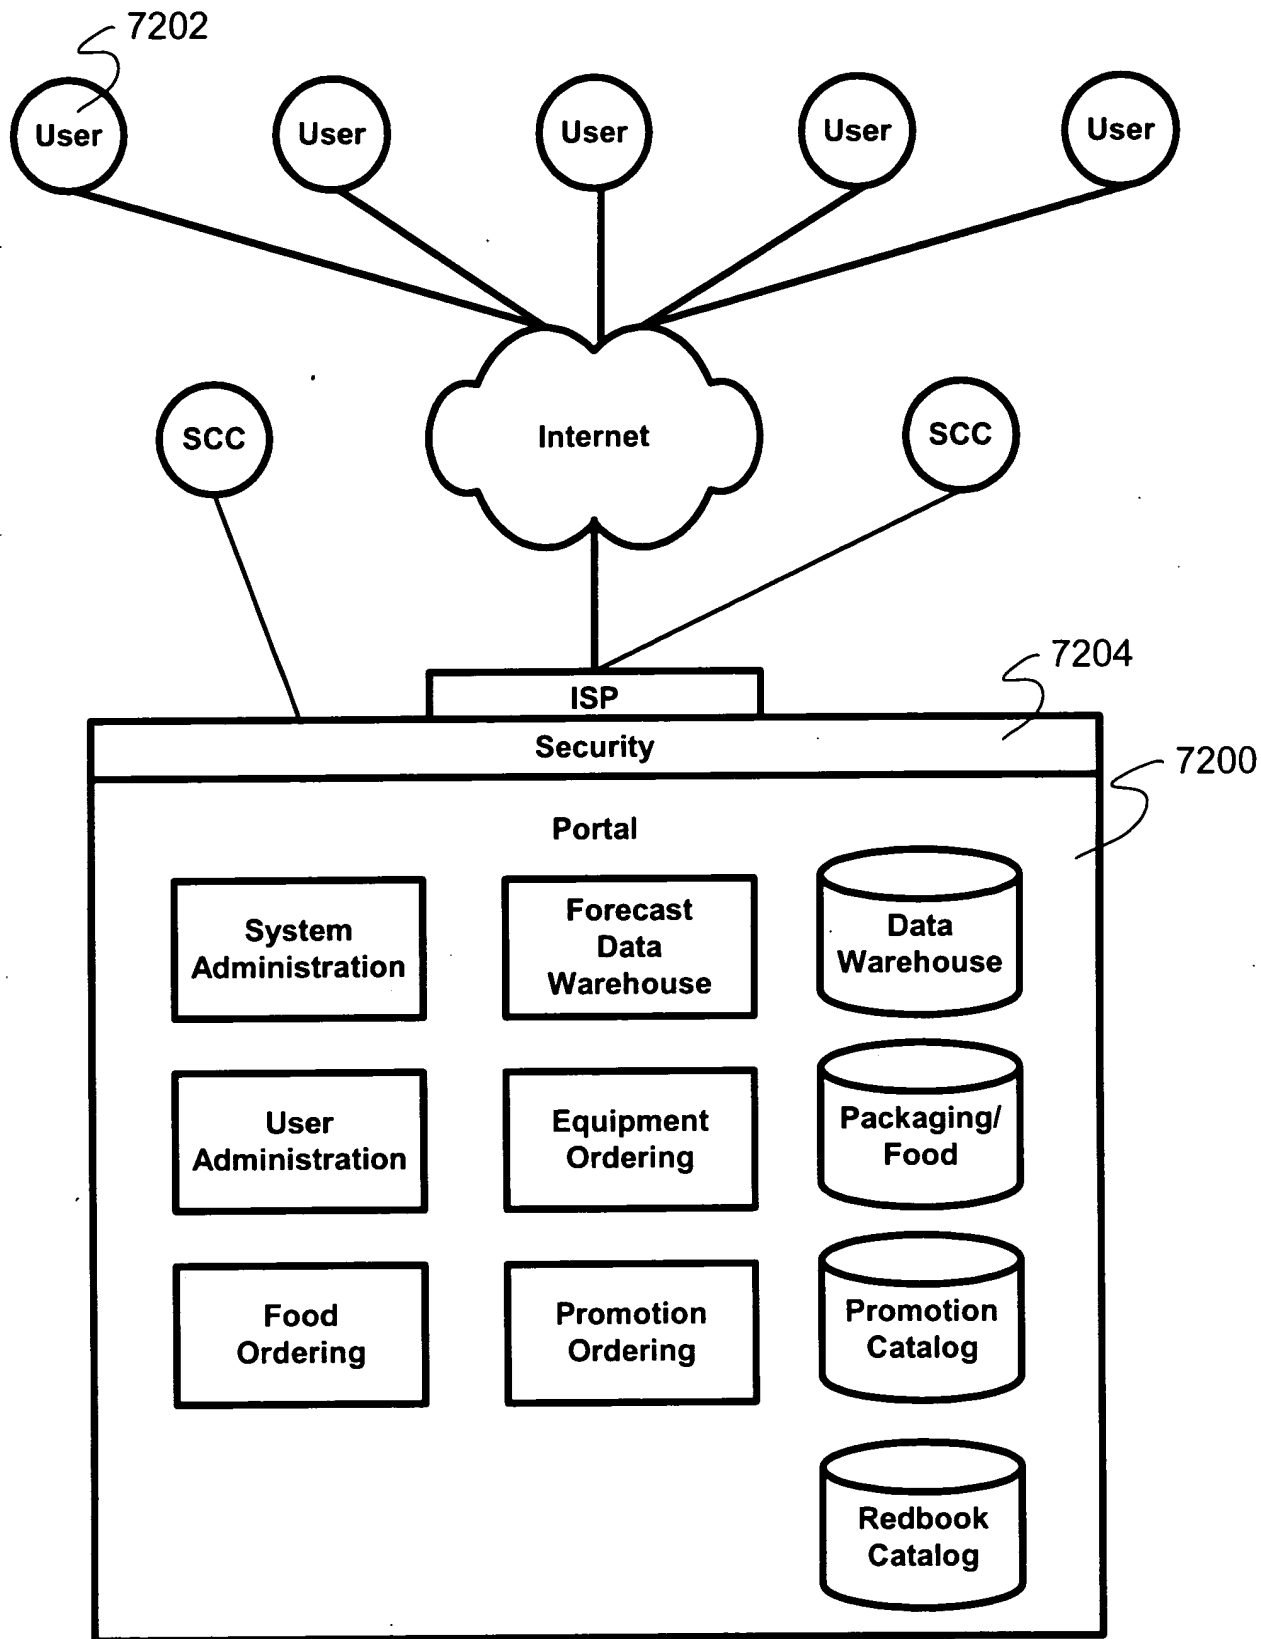 7202
User
User
User
User
User
Internet
SCC
SCC
ISP
7204
Security
7200
Portal
System
Administration
Forecast
Data
Warehouse
Data
Warehouse
User
Administration
Equipment
Ordering
Packaging/
Food
Food
Ordering
Promotion
Ordering
Promotion
Catalog
Redbook
Catalog